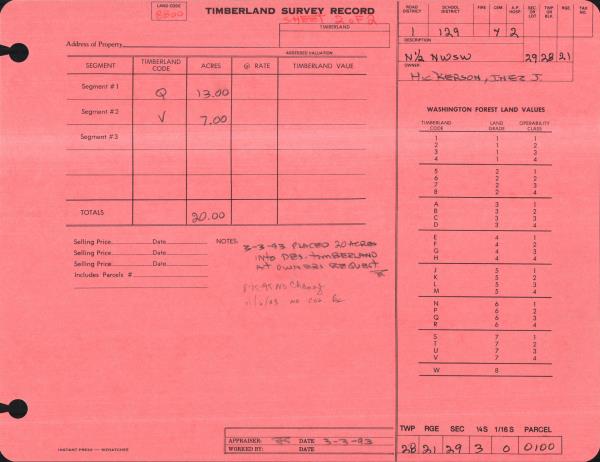 LAND CODE
8800
TIMBERLAND SURVEY RECORD
SHEET 2 of 2
TIMBERLAND
Address of Property
ASSESSED VALUATION
SEGMENT TIMBERLAND CODE ACRES @ RATE TIMBERLAND VALUE
Segment #1 Q 13.00
Segment #2 V 7.00
Segment #3
TOTALS 20.00
Selling Price Date
Selling Price Date
Selling Price Date
Includes Parcels #
NOTES:
3-3-93 PLACED 20 ACRES
INTO DES. TIMBERLAND
AT OWNERS REQUEST
No Change
APPRAISER: DATE 3-3-93
WORKED BY: DATE
INSTANT PRESS — WENATCHEE
ROAD DISTRICT SCHOOL DISTRICT FIRE CEM. A.P. HOSP. SEC OR LOT TWP OR BLK RGE. TAX NO.
1 129 7 2
DESCRIPTION
N½ NWSW 29 28 21
OWNER:
HICKERSON, INEZ J.
WASHINGTON FOREST LAND VALUES
TIMBERLAND CODE LAND GRADE OPERABILITY CLASS
1 1 1
2 1 2
3 1 3
4 1 4
5 2 1
6 2 2
7 2 3
8 2 4
A 3 1
B 3 2
C 3 3
D 3 4
E 4 1
F 4 2
G 4 3
H 4 4
J 5 1
K 5 2
L 5 3
M 5 4
N 6 1
P 6 2
Q 6 3
R 6 4
S 7 1
T 7 2
U 7 3
V 7 4
W 8
TWP RGE SEC ¼S 1/16 S PARCEL
28 21 29 3 0 0100